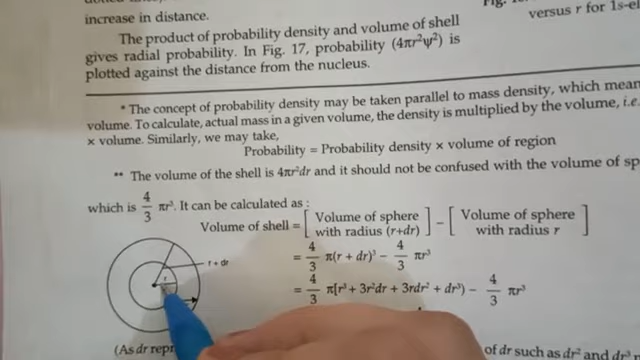 increase in distance.
The product of probability density and volume of shell
gives radial probability. In Fig. 17, probability (4πr²ψ²) is
plotted against the distance from the nucleus.
versus r for 1s-el
* The concept of probability density may be taken parallel to mass density, which mean
volume. To calculate, actual mass in a given volume, the density is multiplied by the volume, i.e.
× volume. Similarly, we may take,
Probability = Probability density × volume of region
** The volume of the shell is 4πr²dr and it should not be confused with the volume of sp
which is 4/3 πr³. It can be calculated as :
Volume of shell = [ Volume of sphere with radius (r+dr) ] − [ Volume of sphere with radius r ]
= 4/3 π(r + dr)³ − 4/3 πr³
= 4/3 π[r³ + 3r²dr + 3rdr² + dr³) − 4/3 πr³
r + dr
r
(As dr repr
of dr such as dr² and dr³